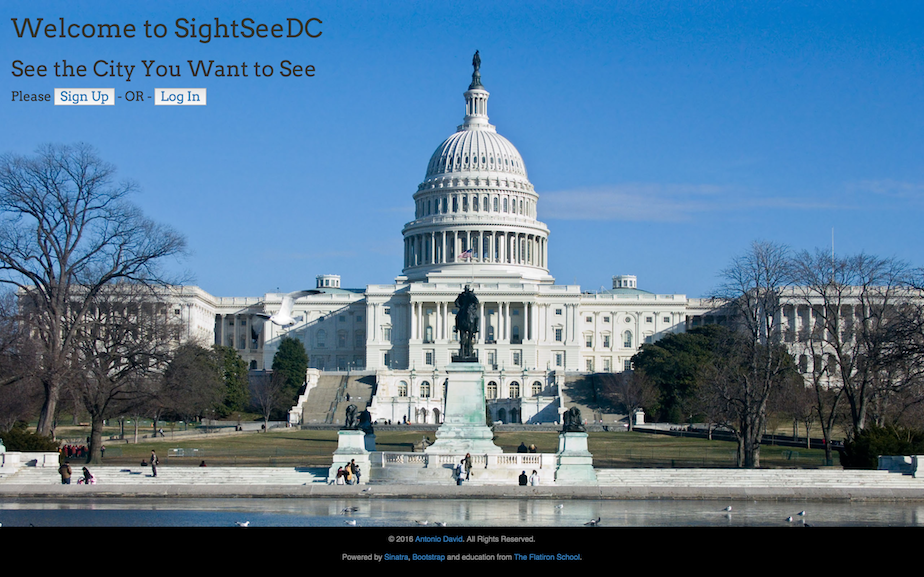 Welcome to SightSeeDC
See the City You Want to See
Please Sign Up - OR - Log In
© 2016 Antonio David. All Rights Reserved.
Powered by Sinatra, Bootstrap and education from The Flatiron School.